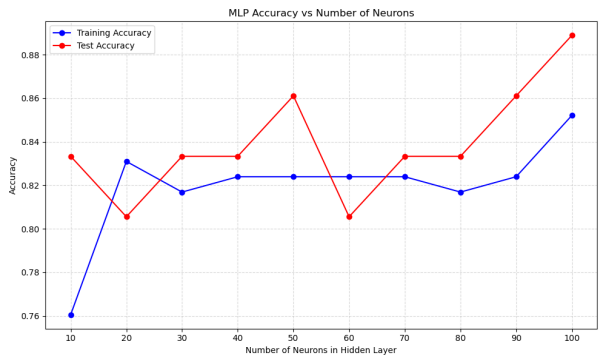 MLP Accuracy vs Number of Neurons
Training Accuracy
Test Accuracy
0.88
0.86
0.84
0.82
0.80
0.78
0.76
Accuracy
10 20 30 40 50 60 70 80 90 100
Number of Neurons in Hidden Layer